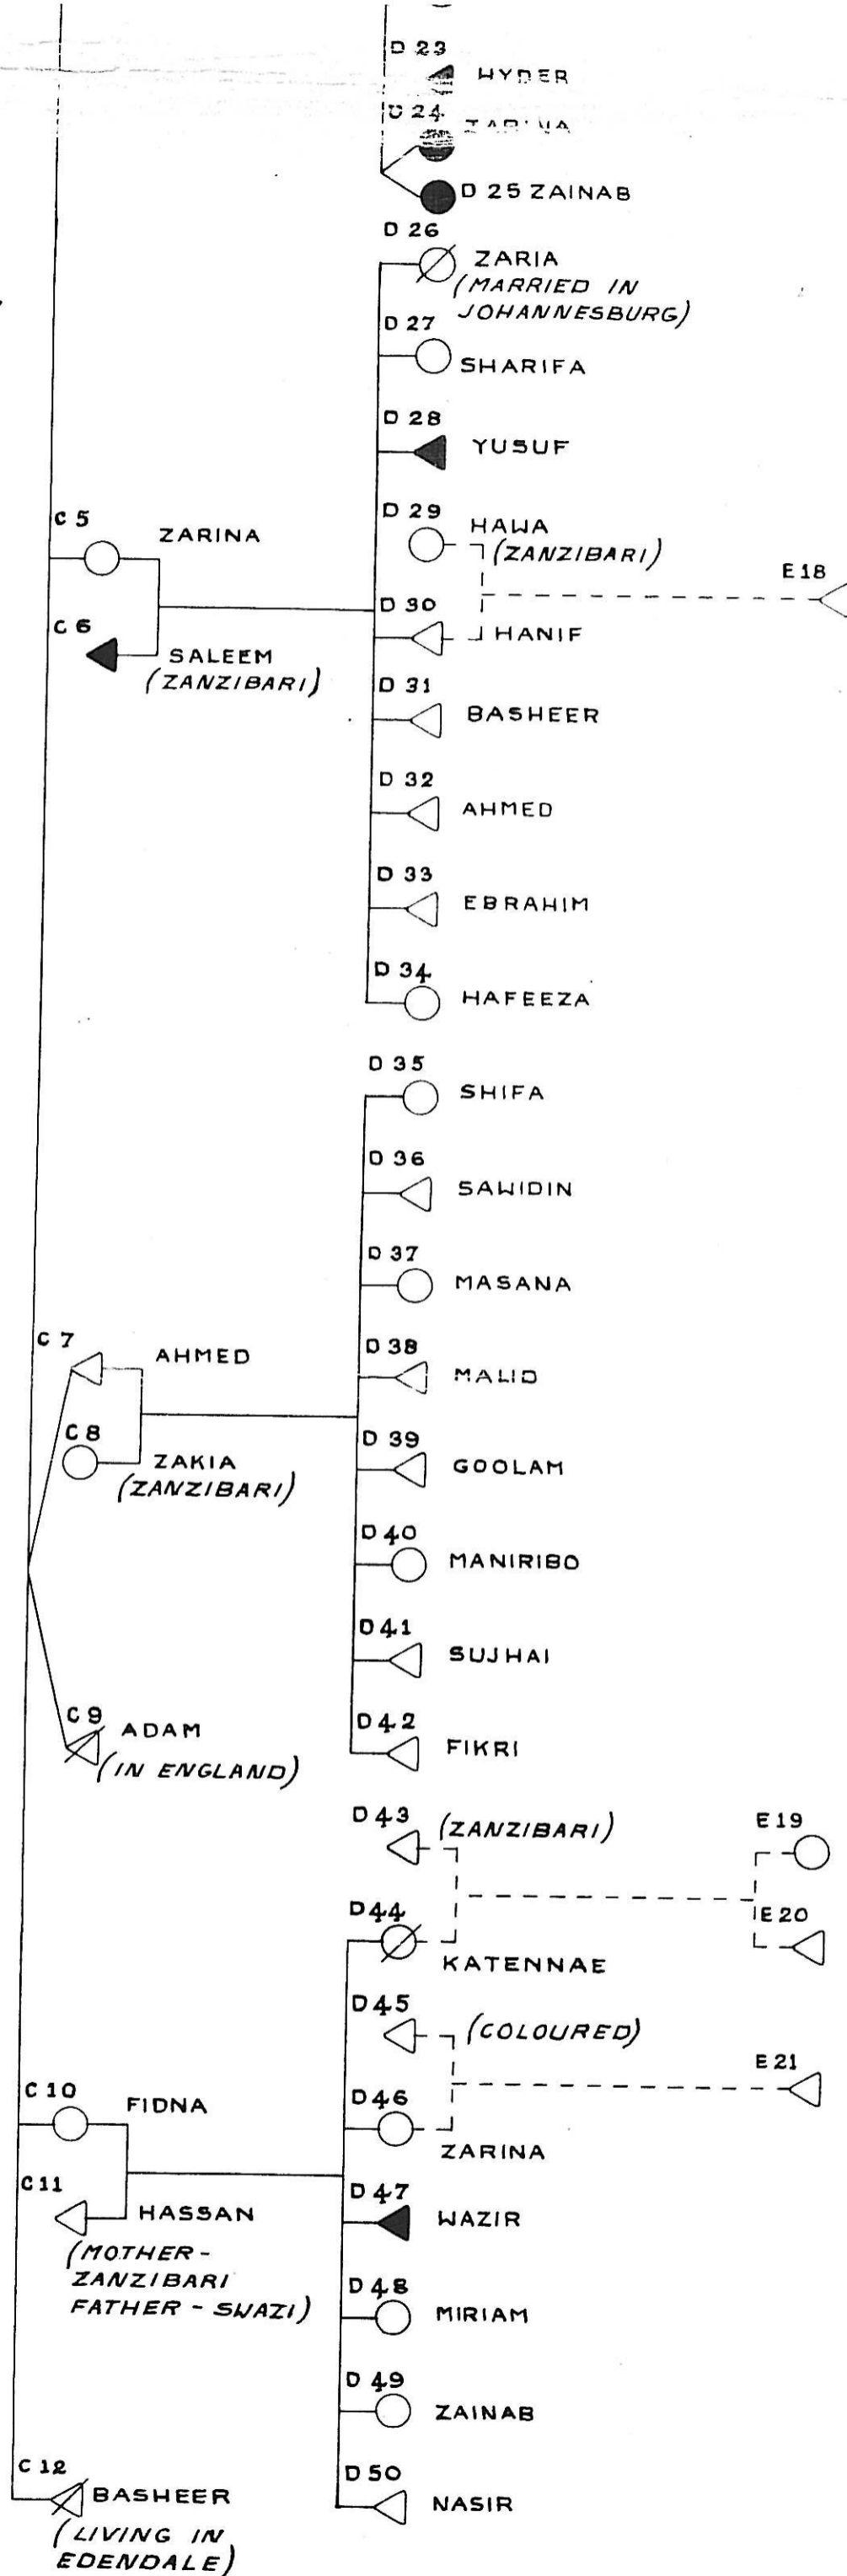 D 23
HYDER
D 24
ZARINA
D 25 ZAINAB
D 26
ZARIA
(MARRIED IN
JOHANNESBURG)
D 27
SHARIFA
D 28
YUSUF
C 5
ZARINA
D 29
HAWA
(ZANZIBARI)
E 18
C 6
SALEEM
(ZANZIBARI)
D 30
HANIF
D 31
BASHEER
D 32
AHMED
D 33
EBRAHIM
D 34
HAFEEZA
D 35
SHIFA
D 36
SAWIDIN
D 37
MASANA
C 7
AHMED
D 38
MALID
C 8
ZAKIA
(ZANZIBARI)
D 39
GOOLAM
D 40
MANIRIBO
D 41
SUJHAI
C 9
ADAM
(IN ENGLAND)
D 42
FIKRI
D 43
(ZANZIBARI)
E 19
D 44
KATENNAE
E 20
D 45
(COLOURED)
E 21
C 10
FIDNA
D 46
ZARINA
C 11
HASSAN
(MOTHER-
ZANZIBARI
FATHER - SWAZI)
D 47
WAZIR
D 48
MIRIAM
D 49
ZAINAB
C 12
BASHEER
(LIVING IN
EDENDALE)
D 50
NASIR